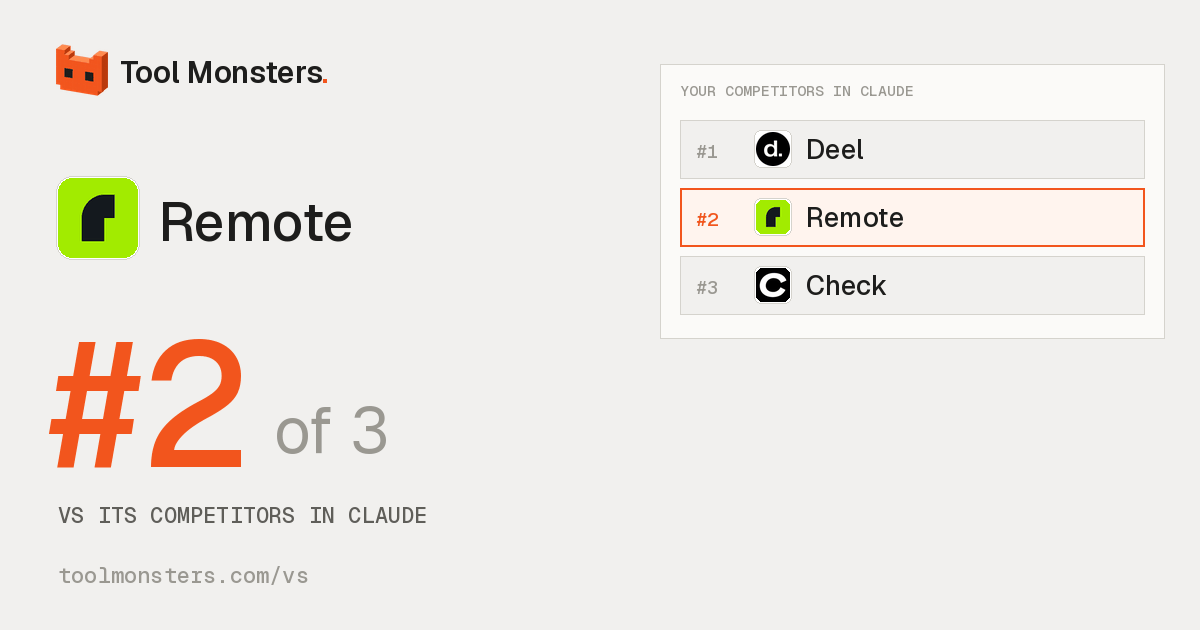 Tool Monsters.
Remote
#2 of 3
VS ITS COMPETITORS IN CLAUDE
toolmonsters.com/vs
YOUR COMPETITORS IN CLAUDE
#1 d. Deel
#2 Remote
#3 Check